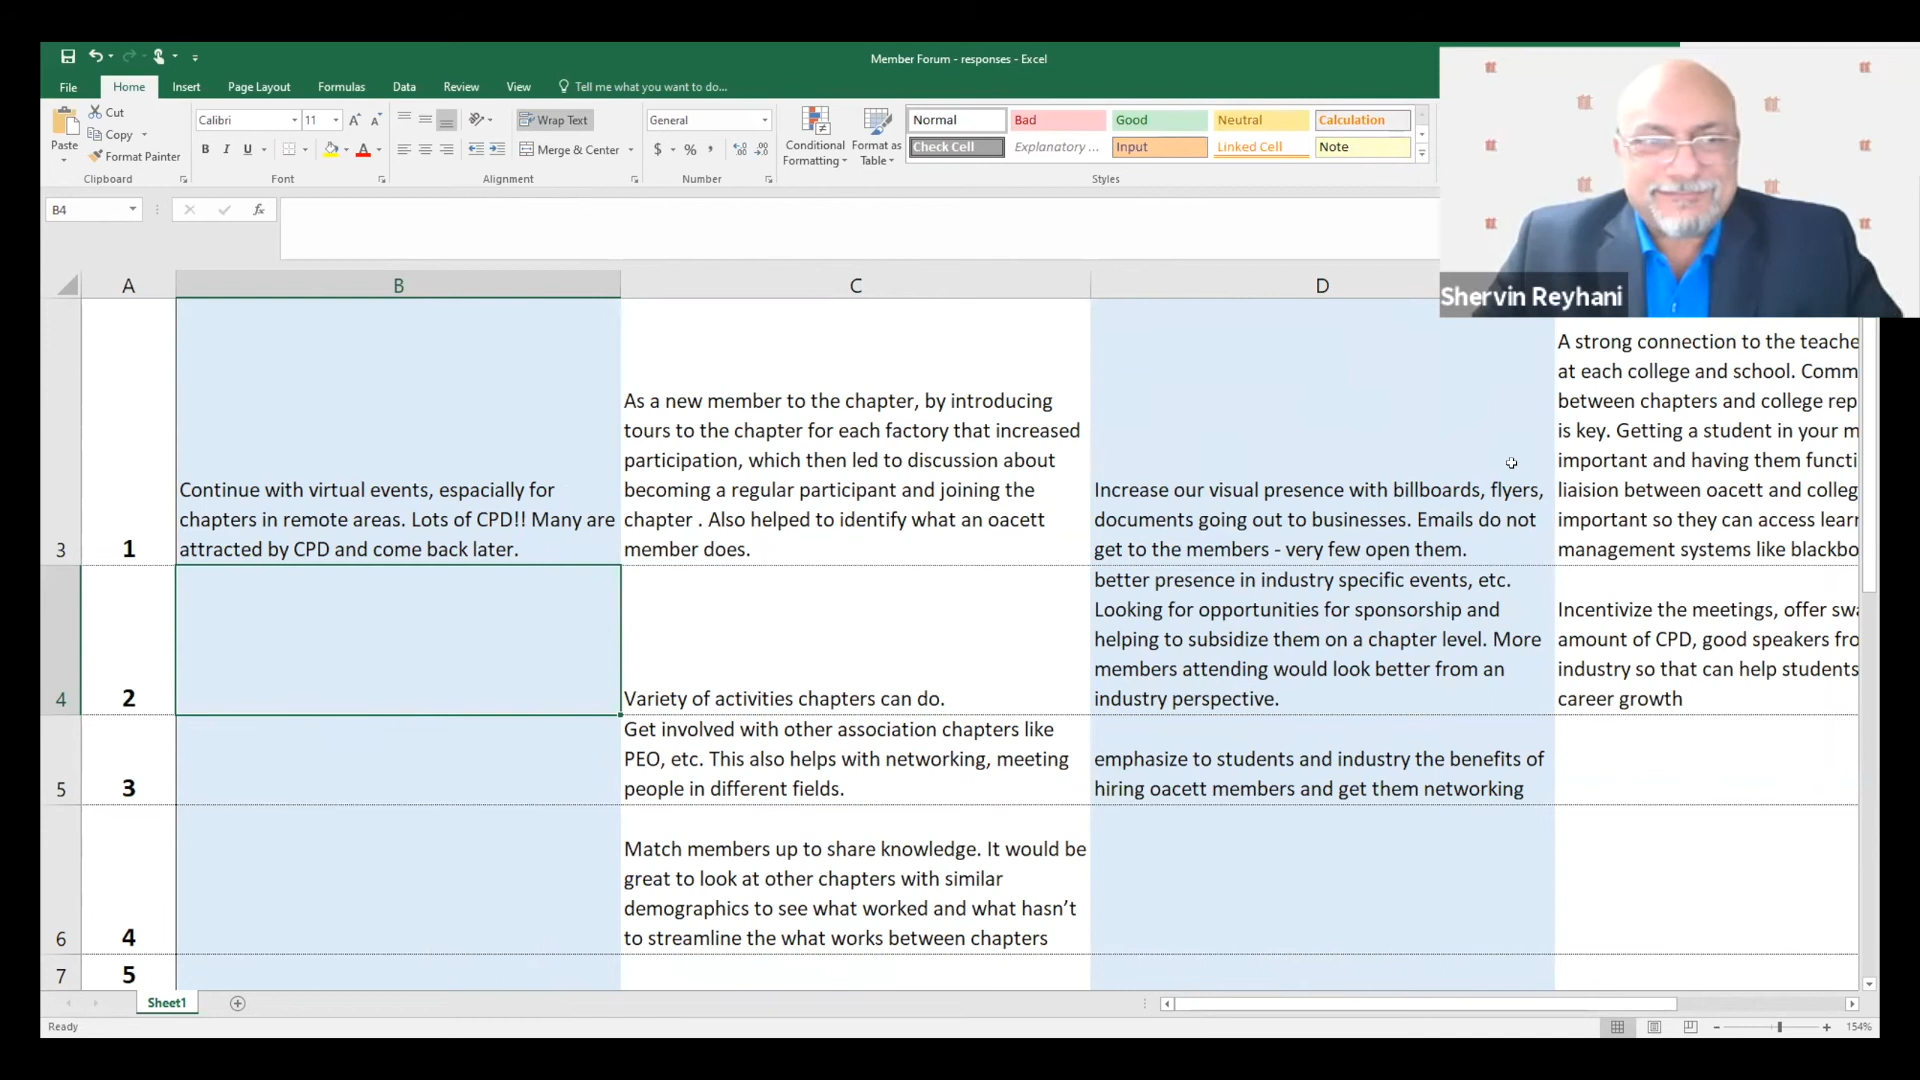 Member Forum - responses - Excel
File
Home
Insert
Page Layout
Formulas
Data
Review
View
Tell me what you want to do...
Cut
Copy
Format Painter
Paste
Clipboard
Calibri
11
B I U
A
Font
Wrap Text
Merge & Center
Alignment
General
$ % ,
Number
Conditional
Formatting
Format as
Table
Normal
Bad
Good
Neutral
Calculation
Check Cell
Explanatory ...
Input
Linked Cell
Note
Styles
Shervin Reyhani
B4
fx
A
B
C
D
3
1
Continue with virtual events, espacially for
chapters in remote areas. Lots of CPD!! Many are
attracted by CPD and come back later.
As a new member to the chapter, by introducing
tours to the chapter for each factory that increased
participation, which then led to discussion about
becoming a regular participant and joining the
chapter . Also helped to identify what an oacett
member does.
Increase our visual presence with billboards, flyers,
documents going out to businesses. Emails do not
get to the members - very few open them.
A strong connection to the teache
at each college and school. Comm
between chapters and college rep
is key. Getting a student in your m
important and having them functi
liaision between oacett and colleg
important so they can access learn
management systems like blackbo
4
2
Variety of activities chapters can do.
better presence in industry specific events, etc.
Looking for opportunities for sponsorship and
helping to subsidize them on a chapter level. More
members attending would look better from an
industry perspective.
Incentivize the meetings, offer swa
amount of CPD, good speakers fro
industry so that can help students
career growth
5
3
Get involved with other association chapters like
PEO, etc. This also helps with networking, meeting
people in different fields.
emphasize to students and industry the benefits of
hiring oacett members and get them networking
6
4
Match members up to share knowledge. It would be
great to look at other chapters with similar
demographics to see what worked and what hasn’t
to streamline the what works between chapters
7
5
Sheet1
Ready
154%